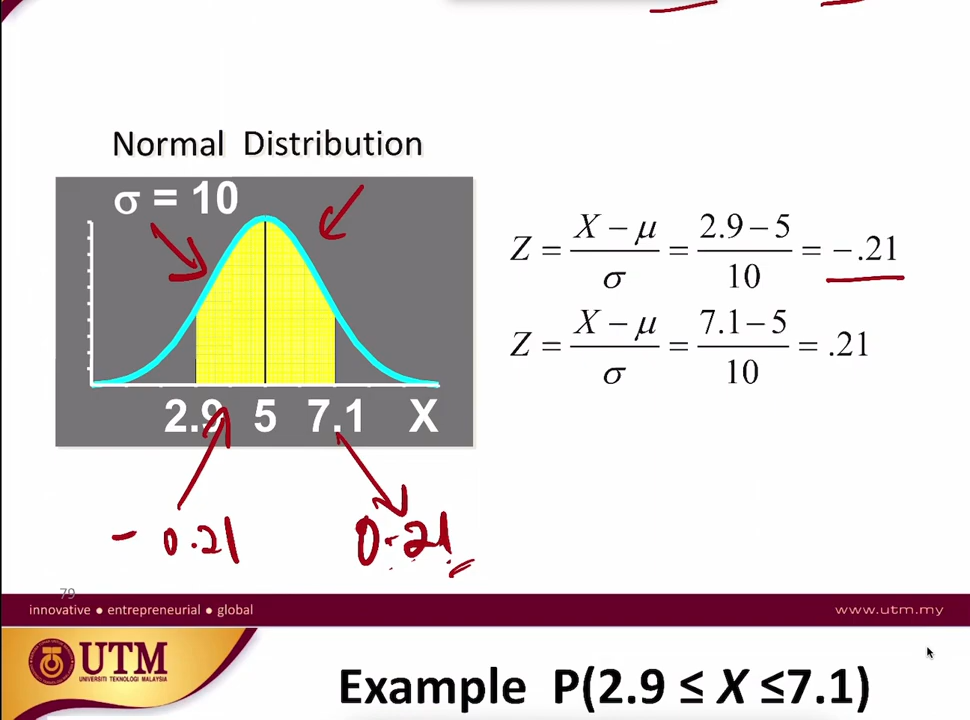 Normal Distribution
σ = 10
2.9 5 7.1 X
Z = (X − μ)/σ = (2.9 − 5)/10 = −.21
Z = (X − μ)/σ = (7.1 − 5)/10 = .21
- 0.21 0.21
79
innovative ● entrepreneurial ● global www.utm.my
UTM
UNIVERSITI TEKNOLOGI MALAYSIA
Example P(2.9 ≤ X ≤7.1)